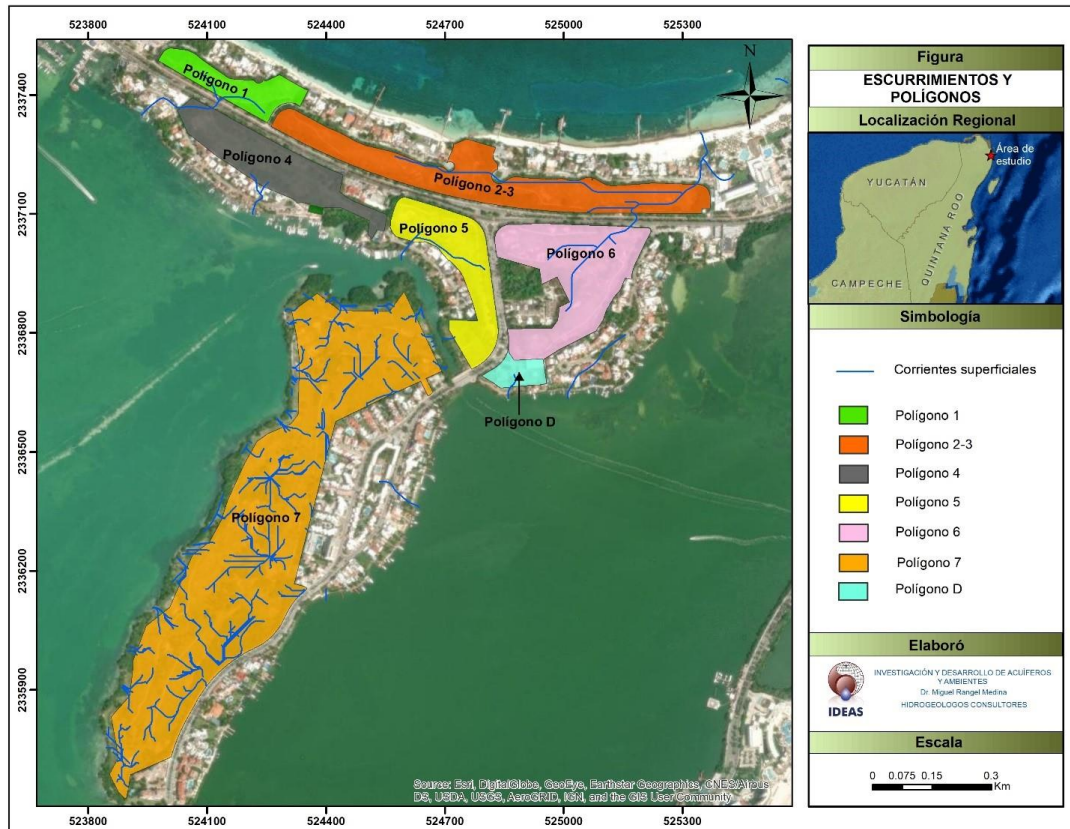 523800 524100 524400 524700 525000 525300
2337400
2337100
2336800
2336500
2336200
2335900
N
Polígono 1
Polígono 4
Polígono 2-3
Polígono 5
Polígono 6
Polígono D
Polígono 7
Source: Esri, DigitalGlobe, GeoEye, Earthstar Geographics, CNES/Airbus
DS, USDA, USGS, AeroGRID, IGN, and the GIS User Community
523800 524100 524400 524700 525000 525300
Figura
ESCURRIMIENTOS Y
POLÍGONOS
Localización Regional
Área de
estudio
YUCATÁN
QUINTANA ROO
CAMPECHE
Simbología
Corrientes superficiales
Polígono 1
Polígono 2-3
Polígono 4
Polígono 5
Polígono 6
Polígono 7
Polígono D
Elaboró
IDEAS
INVESTIGACIÓN Y DESARROLLO DE ACUÍFEROS
Y AMBIENTES
Dr. Miguel Rangel Medina
HIDROGEOLOGOS CONSULTORES
Escala
0 0.075 0.15 0.3
Km